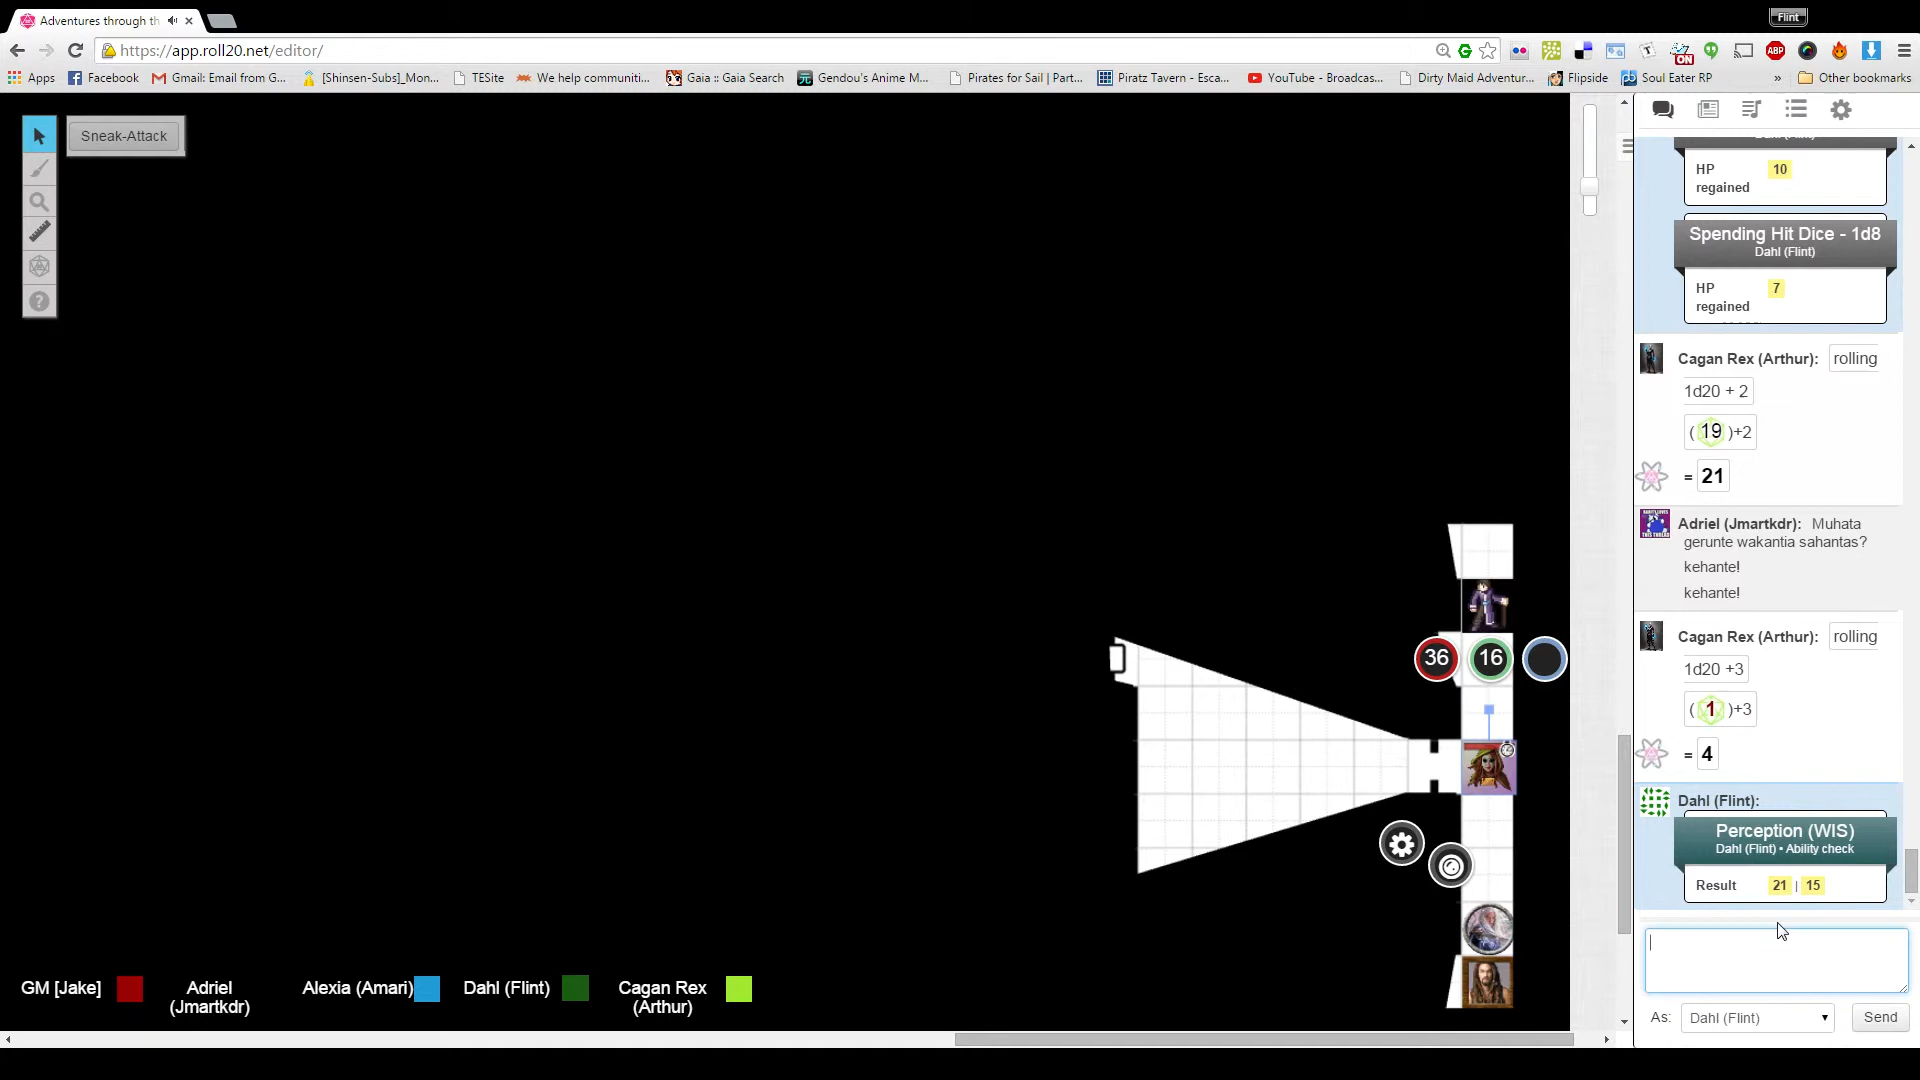 Adventures through th
Flint
https://app.roll20.net/editor/
Apps
Facebook
Gmail: Email from G...
[Shinsen-Subs]_Mon...
TESite
We help communiti...
Gaia :: Gaia Search
Gendou's Anime M...
Pirates for Sail | Part...
Piratz Tavern - Esca...
YouTube - Broadcas...
Dirty Maid Adventur...
Flipside
Soul Eater RP
»
Other bookmarks
ABP
ON
Sneak-Attack
HP
regained
10
Spending Hit Dice - 1d8
Dahl (Flint)
HP
regained
7
Cagan Rex (Arthur): rolling
1d20 + 2
(19)+2
= 21
Adriel (Jmartkdr): Muhata
gerunte wakantia sahantas?
kehante!
kehante!
Cagan Rex (Arthur): rolling
1d20 +3
(1)+3
= 4
Dahl (Flint):
Perception (WIS)
Dahl (Flint) • Ability check
Result 21 | 15
36
16
GM [Jake]
Adriel
(Jmartkdr)
Alexia (Amari)
Dahl (Flint)
Cagan Rex
(Arthur)
As:
Dahl (Flint)
Send